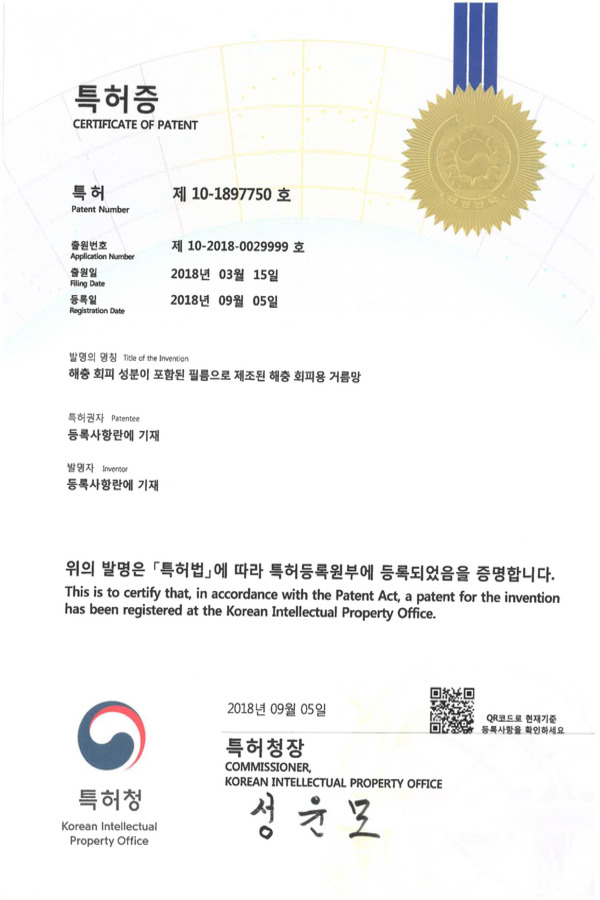 특허증
CERTIFICATE OF PATENT
특허 제 10-1897750 호
Patent Number
출원번호 제 10-2018-0029999 호
Application Number
출원일 2018년 03월 15일
Filing Date
등록일 2018년 09월 05일
Registration Date
발명의 명칭 Title of the Invention
해충 회피 성분이 포함된 필름으로 제조된 해충 회피용 거름망
특허권자 Patentee
등록사항란에 기재
발명자 Inventor
등록사항란에 기재
위의 발명은 「특허법」에 따라 특허등록원부에 등록되었음을 증명합니다.
This is to certify that, in accordance with the Patent Act, a patent for the invention
has been registered at the Korean Intellectual Property Office.
2018년 09월 05일
QR코드로 현재기준
등록사항을 확인하세요
특허청장
COMMISSIONER,
KOREAN INTELLECTUAL PROPERTY OFFICE
성윤모
특허청
Korean Intellectual
Property Office